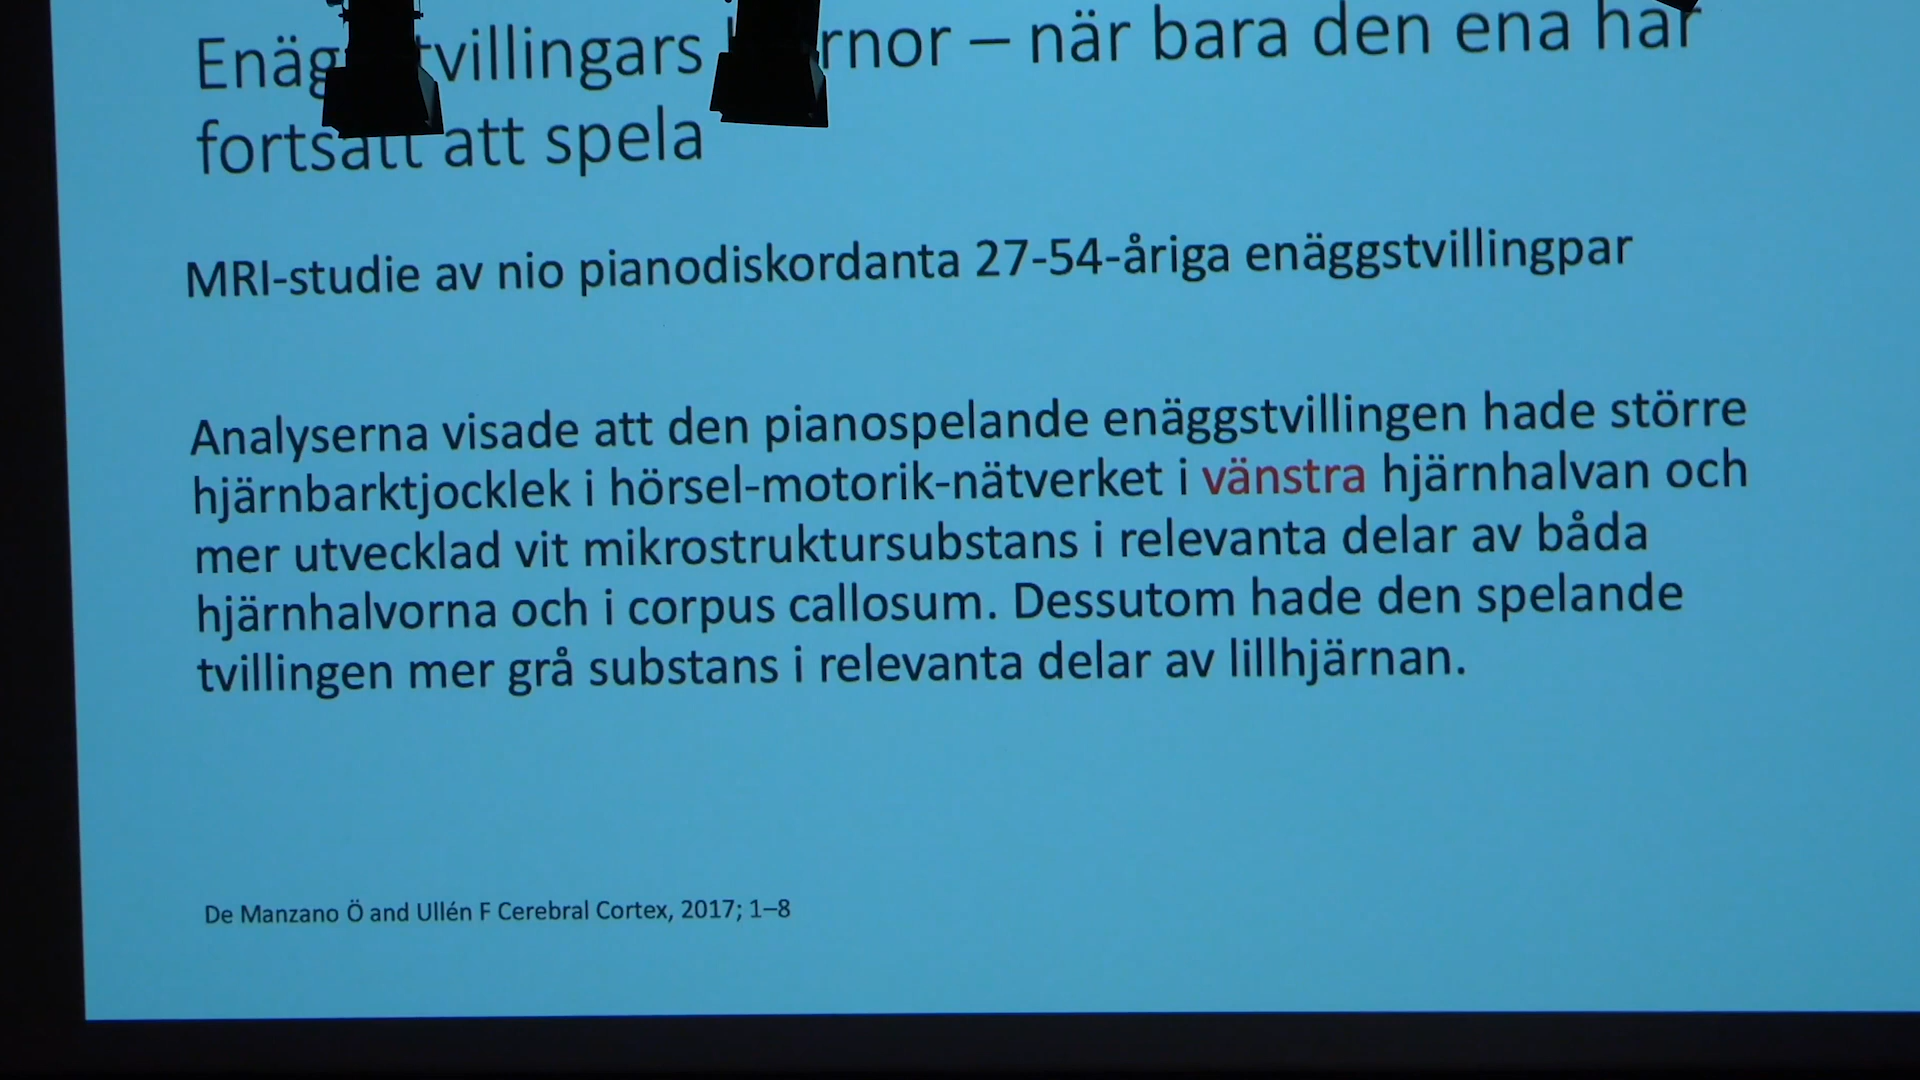 tvillingars – när bara den ena har
fortsatt att spela
MRI-studie av nio pianodiskordanta 27-54-åriga enäggstvillingpar
Analyserna visade att den pianospelande enäggstvillingen hade större
hjärnbarktjocklek i hörsel-motorik-nätverket i vänstra hjärnhalvan och
mer utvecklad vit mikrostruktursubstans i relevanta delar av båda
hjärnhalvorna och i corpus callosum. Dessutom hade den spelande
tvillingen mer grå substans i relevanta delar av lillhjärnan.
De Manzano Ö and Ullén F Cerebral Cortex, 2017; 1–8